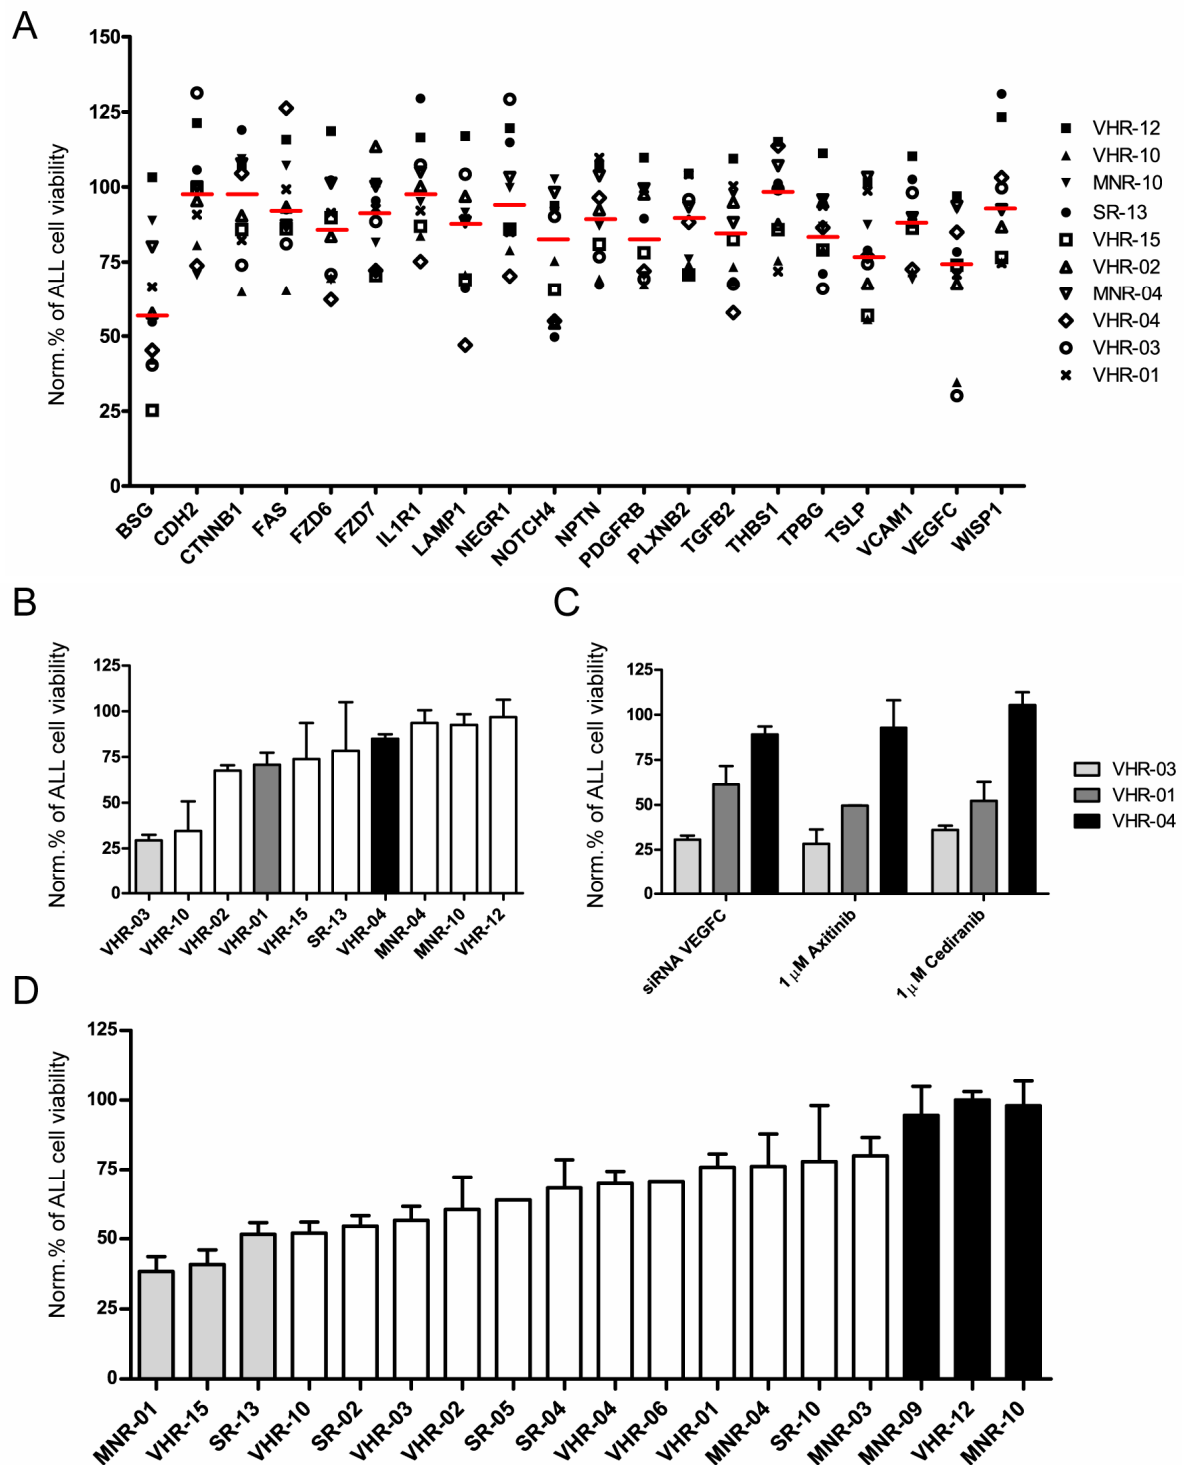 A
Norm.% of ALL cell viability
150
125
100
75
50
25
0
BSG
CDH2
CTNNB1
FAS
FZD6
FZD7
IL1R1
LAMP1
NEGR1
NOTCH4
NPTN
PDGFRB
PLXNB2
TGFB2
THBS1
TPBG
TSLP
VCAM1
VEGFC
WISP1
VHR-12
VHR-10
MNR-10
SR-13
VHR-15
VHR-02
MNR-04
VHR-04
VHR-03
VHR-01
B
Norm.% of ALL cell viability
125
100
75
50
25
0
VHR-03
VHR-10
VHR-02
VHR-01
VHR-15
SR-13
VHR-04
MNR-04
MNR-10
VHR-12
C
Norm.% of ALL cell viability
125
100
75
50
25
0
siRNA VEGFC
1 μM Axitinib
1μM Cediranib
VHR-03
VHR-01
VHR-04
D
Norm.% of ALL cell viability
125
100
75
50
25
0
MNR-01
VHR-15
SR-13
VHR-10
SR-02
VHR-03
VHR-02
SR-05
SR-04
VHR-04
VHR-06
VHR-01
MNR-04
SR-10
MNR-03
MNR-09
VHR-12
MNR-10